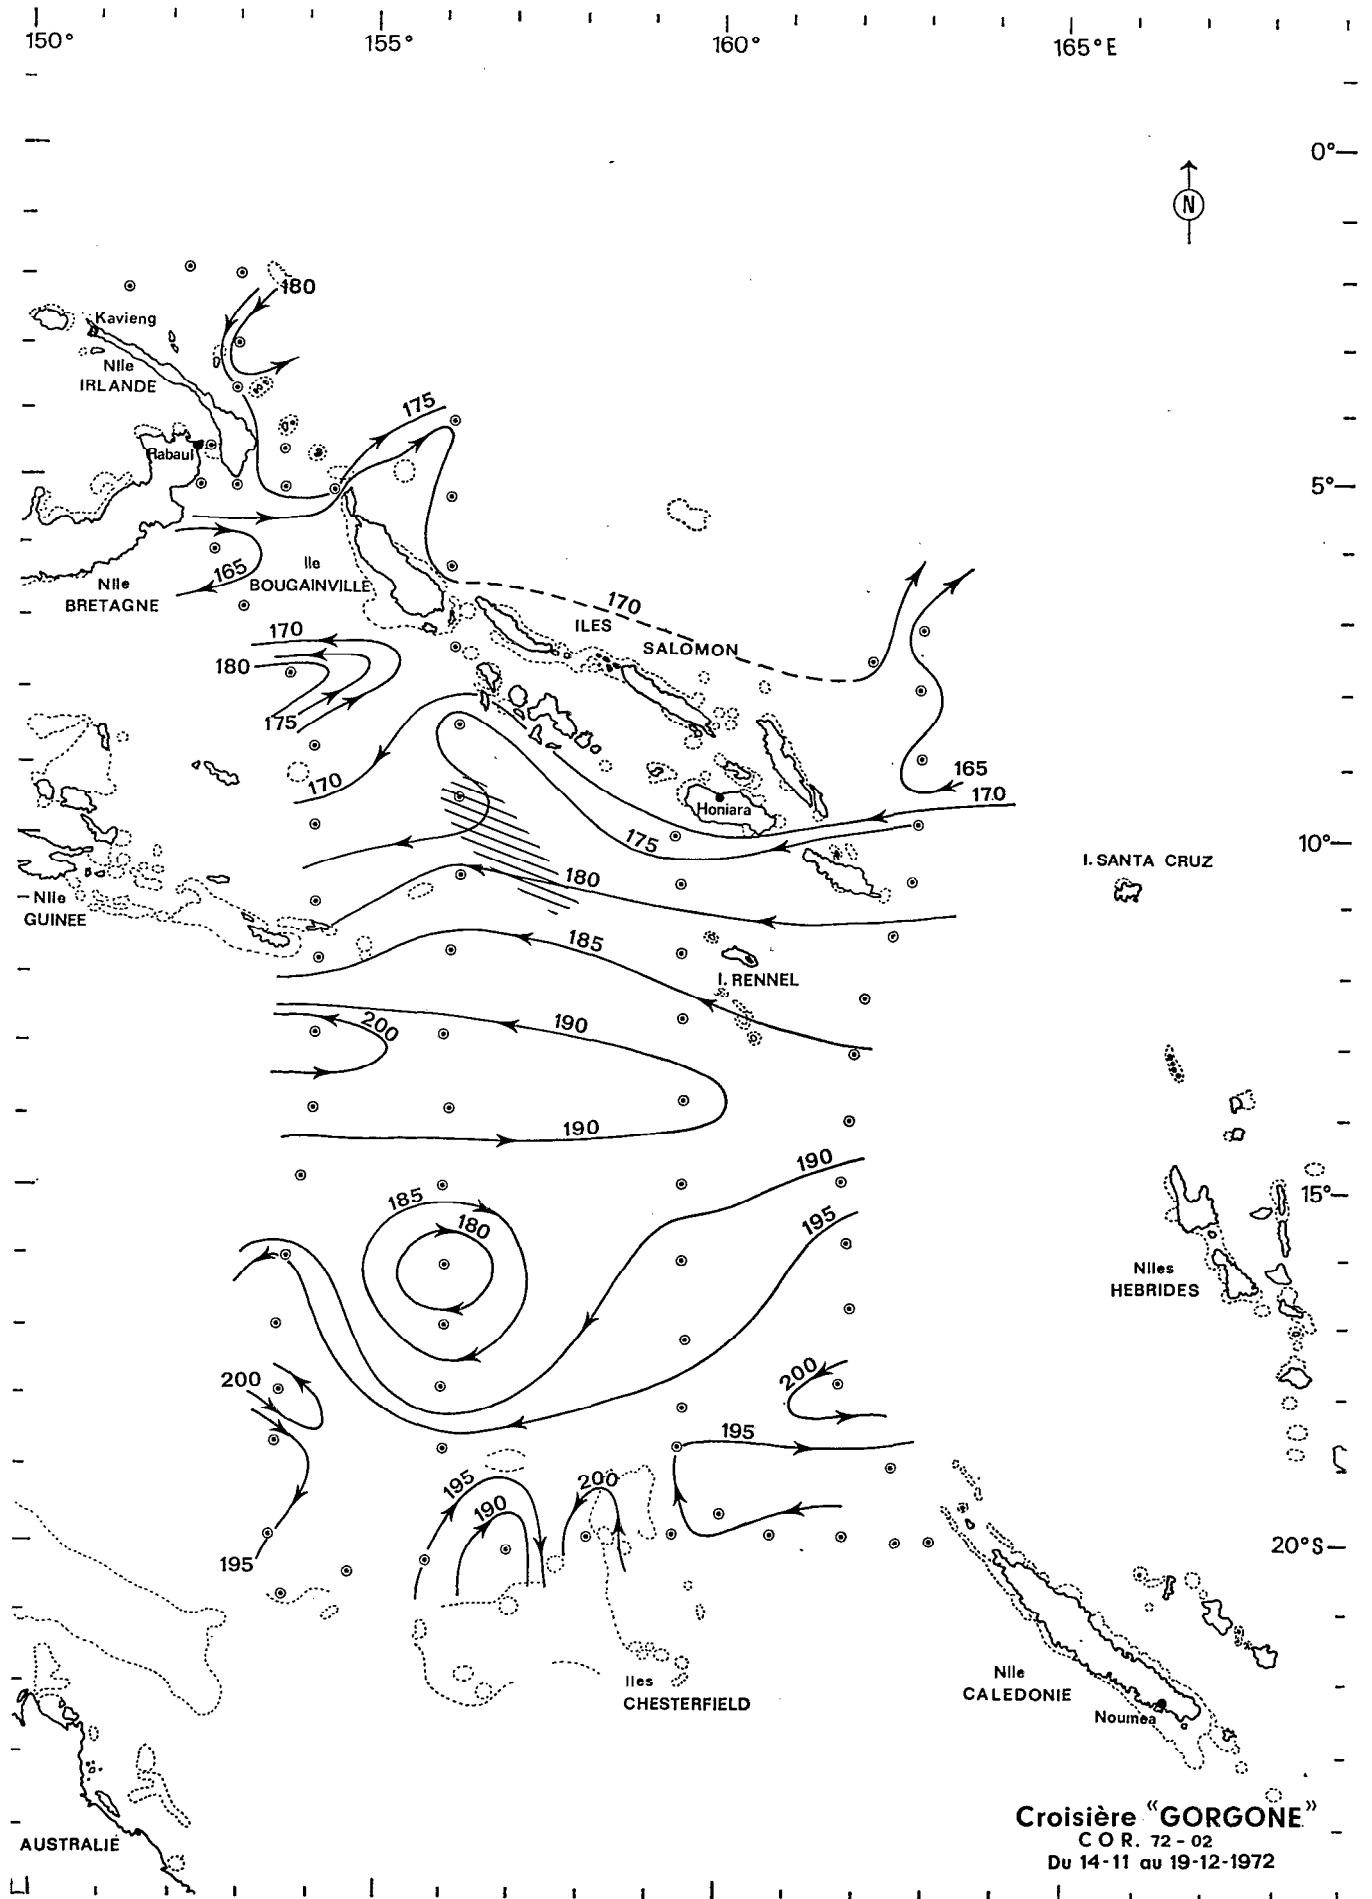 150°
155°
160°
165°E
0°
N
180
Kavieng
Nlle
IRLANDE
175
Rabaul
5°
165
Ile
BOUGAINVILLE
Nlle
BRETAGNE
170
ILES
SALOMON
170
180
175
165
170
170
Honiara
175
10°
I. SANTA CRUZ
180
Nlle
GUINEE
185
I. RENNEL
200
190
190
190
185
180
195
15°
Nlles
HEBRIDES
200
200
195
195
200
190
195
20°S
Iles
CHESTERFIELD
Nlle
CALEDONIE
Noumea
Croisière "GORGONE"
COR. 72-02
Du 14-11 au 19-12-1972
AUSTRALIE